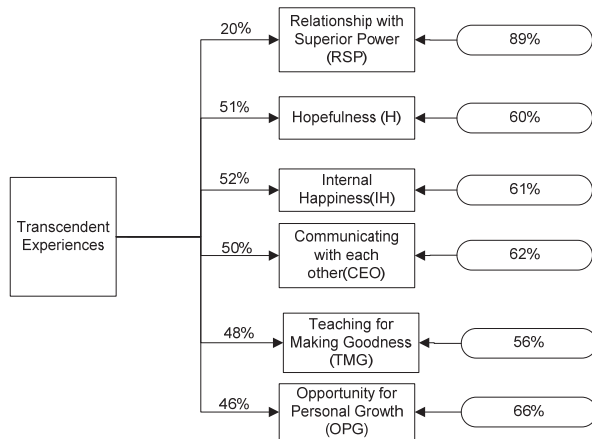 20%
Relationship with
Superior Power
(RSP)
89%
51%
Hopefulness (H)
60%
52%
Internal
Happiness(IH)
61%
Transcendent
Experiences
50%
Communicating
with each
other(CEO)
62%
48%
Teaching for
Making Goodness
(TMG)
56%
46%
Opportunity for
Personal Growth
(OPG)
66%